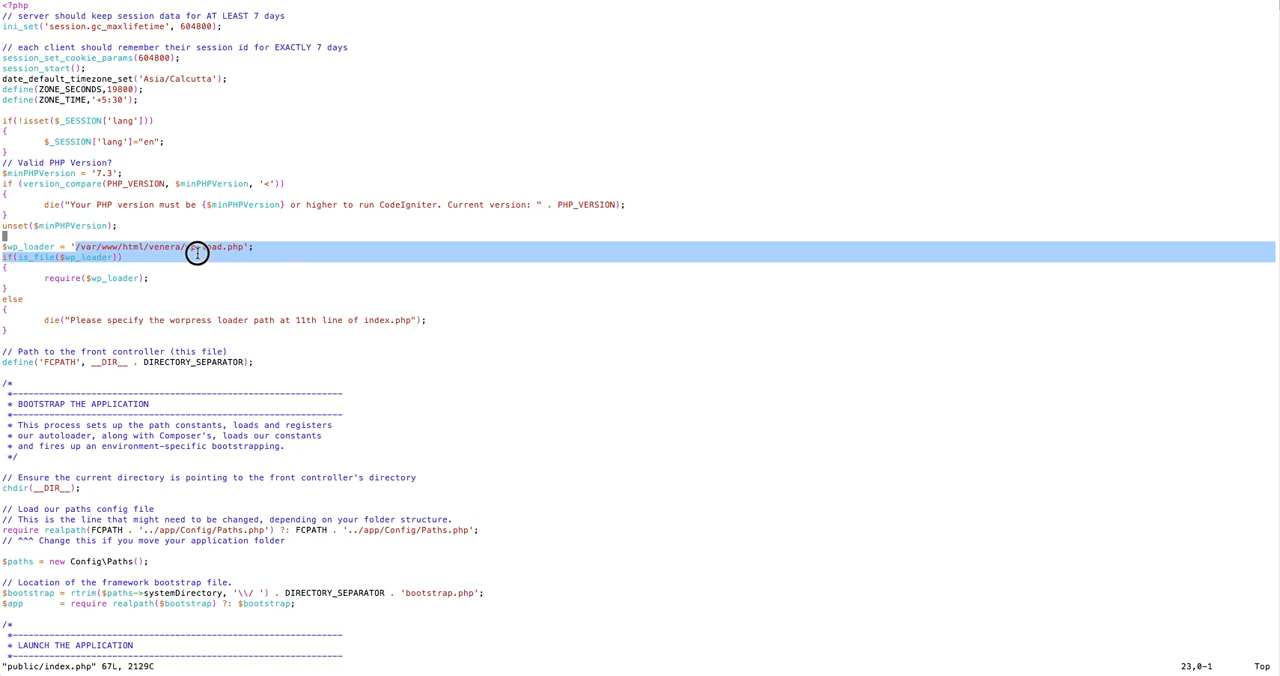 <?php
// server should keep session data for AT LEAST 7 days
ini_set('session.gc_maxlifetime', 604800);
// each client should remember their session id for EXACTLY 7 days
session_set_cookie_params(604800);
session_start();
date_default_timezone_set('Asia/Calcutta');
define(ZONE_SECONDS,19800);
define(ZONE_TIME,'+5:30');
if(!isset($_SESSION['lang']))
{
$_SESSION['lang']="en";
}
// Valid PHP Version?
$minPHPVersion = '7.3';
if (version_compare(PHP_VERSION, $minPHPVersion, '<'))
{
die("Your PHP version must be {$minPHPVersion} or higher to run CodeIgniter. Current version: " . PHP_VERSION);
}
unset($minPHPVersion);
$wp_loader = '/var/www/html/venera/wp-load.php';
if(is_file($wp_loader))
{
require($wp_loader);
}
else
{
die("Please specify the worpress loader path at 11th line of index.php");
}
// Path to the front controller (this file)
define('FCPATH', __DIR__ . DIRECTORY_SEPARATOR);
/*
*---------------------------------------------------------------
* BOOTSTRAP THE APPLICATION
*---------------------------------------------------------------
* This process sets up the path constants, loads and registers
* our autoloader, along with Composer's, loads our constants
* and fires up an environment-specific bootstrapping.
*/
// Ensure the current directory is pointing to the front controller's directory
chdir(__DIR__);
// Load our paths config file
// This is the line that might need to be changed, depending on your folder structure.
require realpath(FCPATH . '../app/Config/Paths.php') ?: FCPATH . '../app/Config/Paths.php';
// ^^^ Change this if you move your application folder
$paths = new Config\Paths();
// Location of the framework bootstrap file.
$bootstrap = rtrim($paths->systemDirectory, '\\/ ') . DIRECTORY_SEPARATOR . 'bootstrap.php';
$app = require realpath($bootstrap) ?: $bootstrap;
/*
*---------------------------------------------------------------
* LAUNCH THE APPLICATION
*---------------------------------------------------------------
"public/index.php" 67L, 2129C 23,0-1 Top